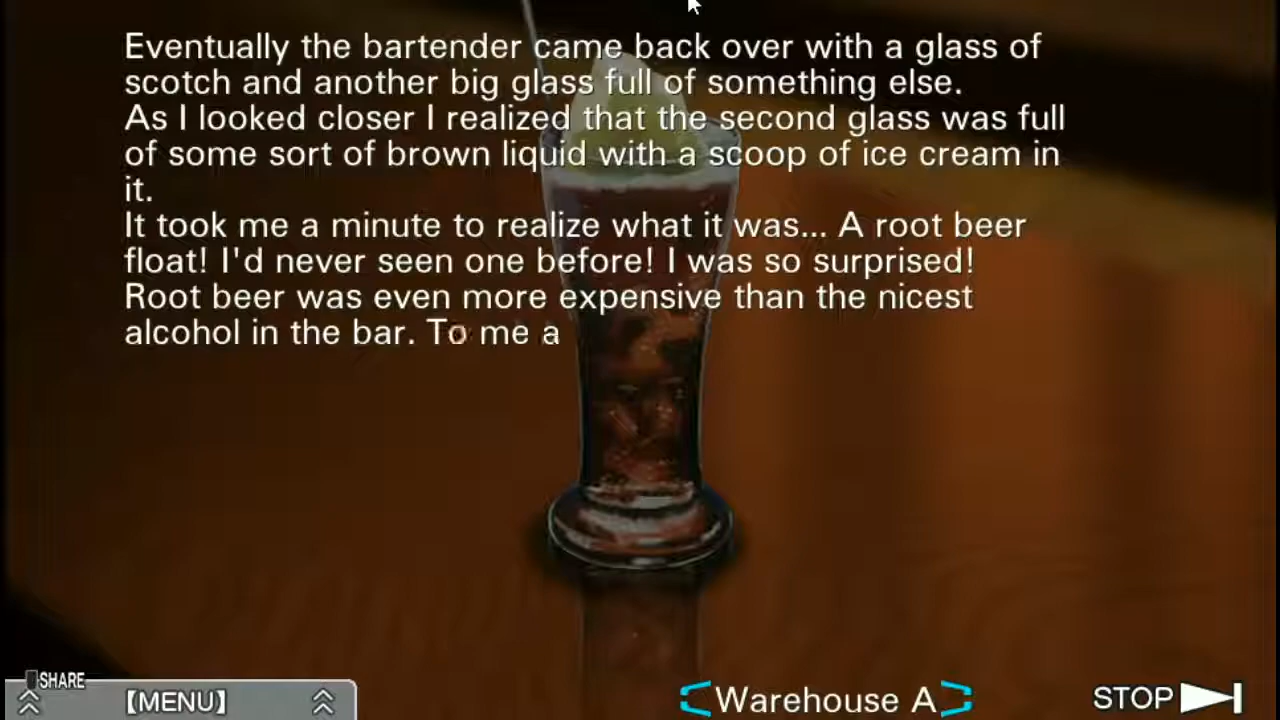 Eventually the bartender came back over with a glass of
scotch and another big glass full of something else.
As I looked closer I realized that the second glass was full
of some sort of brown liquid with a scoop of ice cream in
it.
It took me a minute to realize what it was... A root beer
float! I'd never seen one before! I was so surprised!
Root beer was even more expensive than the nicest
alcohol in the bar. To me a
SHARE
【MENU】
Warehouse A
STOP